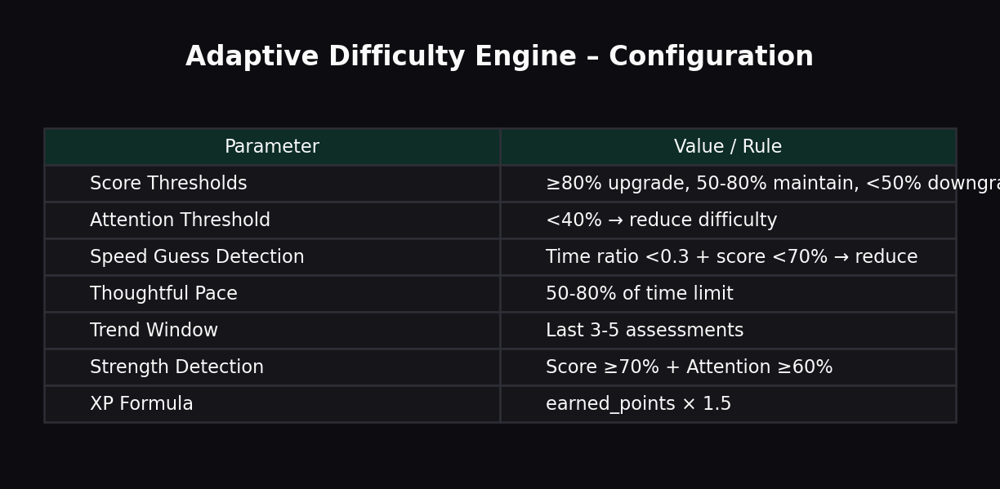 Adaptive Difficulty Engine – Configuration
Parameter Value / Rule
Score Thresholds ≥80% upgrade, 50-80% maintain, <50%
Attention Threshold <40% → reduce difficulty
Speed Guess Detection Time ratio <0.3 + score <70% → reduce
Thoughtful Pace 50-80% of time limit
Trend Window Last 3-5 assessments
Strength Detection Score ≥70% + Attention ≥60%
XP Formula earned_points × 1.5